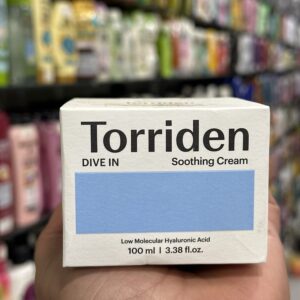 Torriden
DIVE IN Soothing Cream
Low Molecular Hyaluronic Acid
100 ml | 3.38 fl.oz.